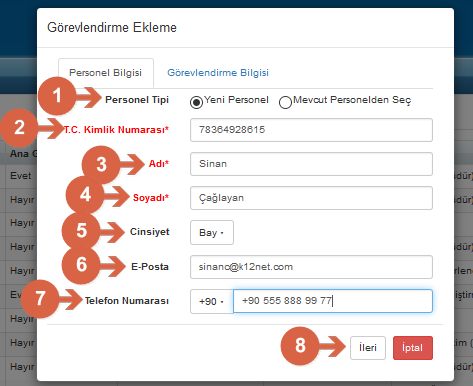 Görevlendirme Ekleme
Personel Bilgisi Görevlendirme Bilgisi
1 Personel Tipi Yeni Personel Mevcut Personelden Seç
2 T.C. Kimlik Numarası* 78364928615
3 Adı* Sinan
4 Soyadı* Çağlayan
5 Cinsiyet Bay
6 E-Posta sinanc@k12net.com
7 Telefon Numarası +90 +90 555 888 99 77
8 İleri İptal
Ana
Evet
Hayır
Hayır
Hayır
Hayır
Hayır
Hayır
Hayır
Hayır